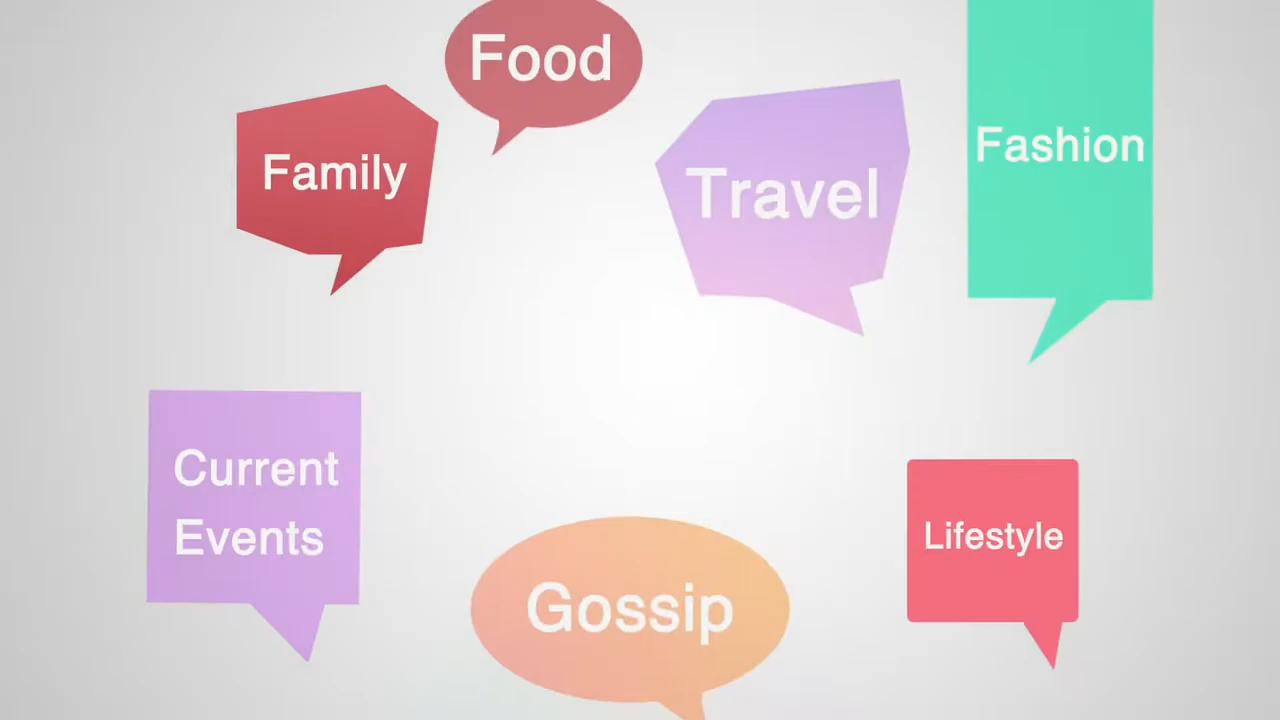 Food
Family
Travel
Fashion
Current
Events
Gossip
Lifestyle